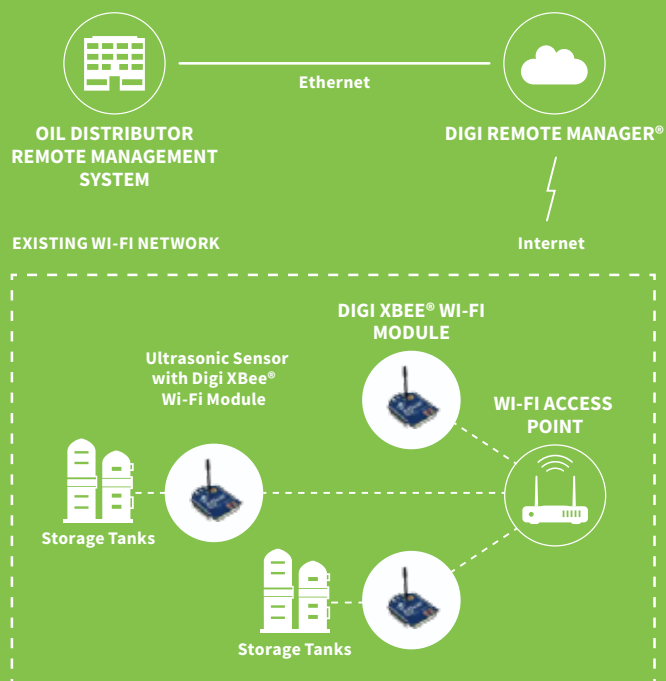 Ethernet
OIL DISTRIBUTOR
REMOTE MANAGEMENT
SYSTEM
DIGI REMOTE MANAGER®
EXISTING WI-FI NETWORK
Internet
DIGI XBEE® WI-FI
MODULE
Ultrasonic Sensor
with Digi XBee®
Wi-Fi Module
WI-FI ACCESS
POINT
Storage Tanks
Storage Tanks